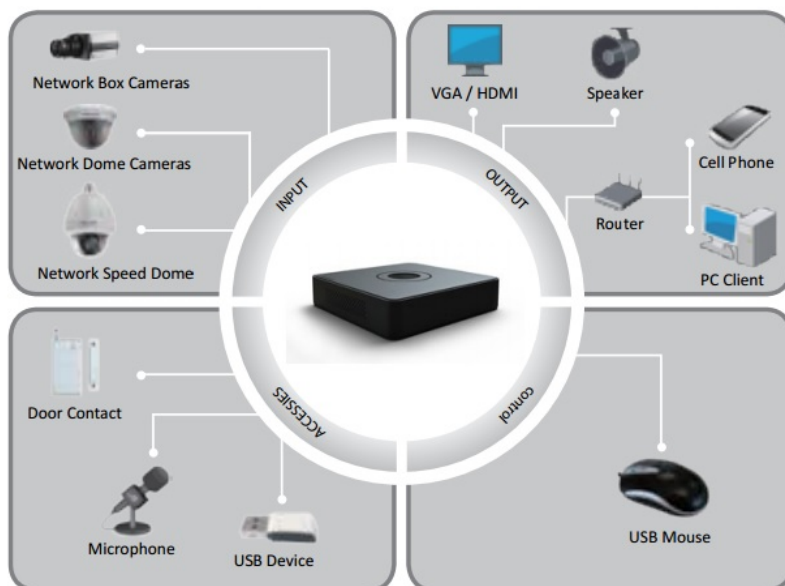 Network Box Cameras
Network Dome Cameras
Network Speed Dome
INPUT
VGA / HDMI
Speaker
Cell Phone
Router
PC Client
OUTPUT
Door Contact
Microphone
USB Device
ACCESSIES
control
USB Mouse